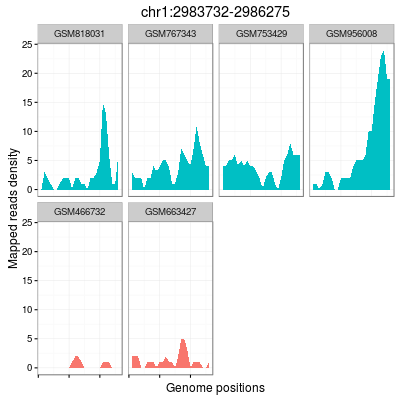 chr1:2983732-2986275
GSM818031 GSM767343 GSM753429 GSM956008
25
20
15
10
5
0
GSM466732 GSM663427
25
20
15
10
5
0
Mapped reads density
Genome positions